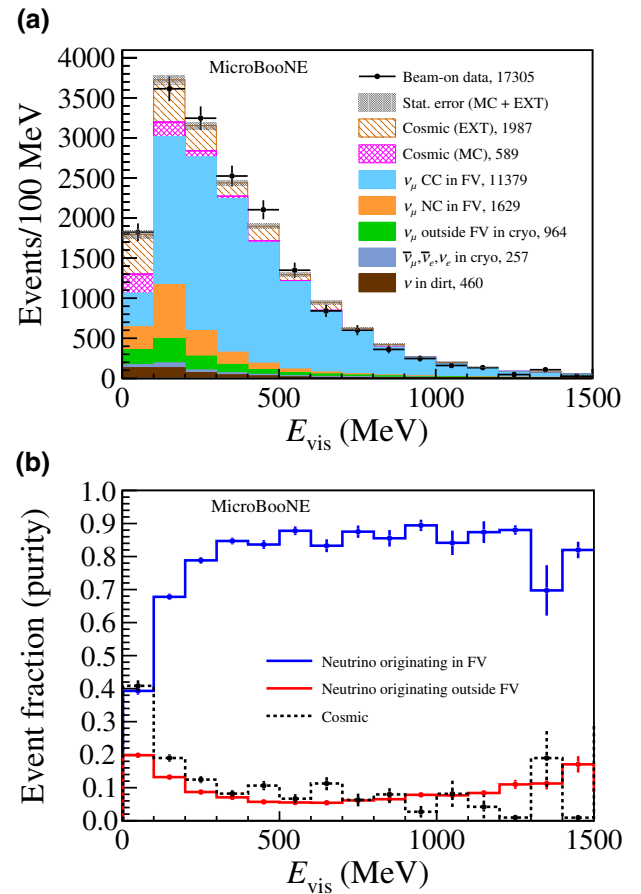 (a)
MicroBooNE
4000
3500
3000
2500
2000
1500
1000
500
0
Events/100 MeV
Beam-on data, 17305
Stat. error (MC + EXT)
Cosmic (EXT), 1987
Cosmic (MC), 589
νμ CC in FV, 11379
νμ NC in FV, 1629
νμ outside FV in cryo, 964
ν̅μ, ν̅e, νe in cryo, 257
ν in dirt, 460
0 500 1000 1500
Evis (MeV)
(b)
MicroBooNE
1.0
0.9
0.8
0.7
0.6
0.5
0.4
0.3
0.2
0.1
0.0
Event fraction (purity)
Neutrino originating in FV
Neutrino originating outside FV
Cosmic
0 500 1000 1500
Evis (MeV)